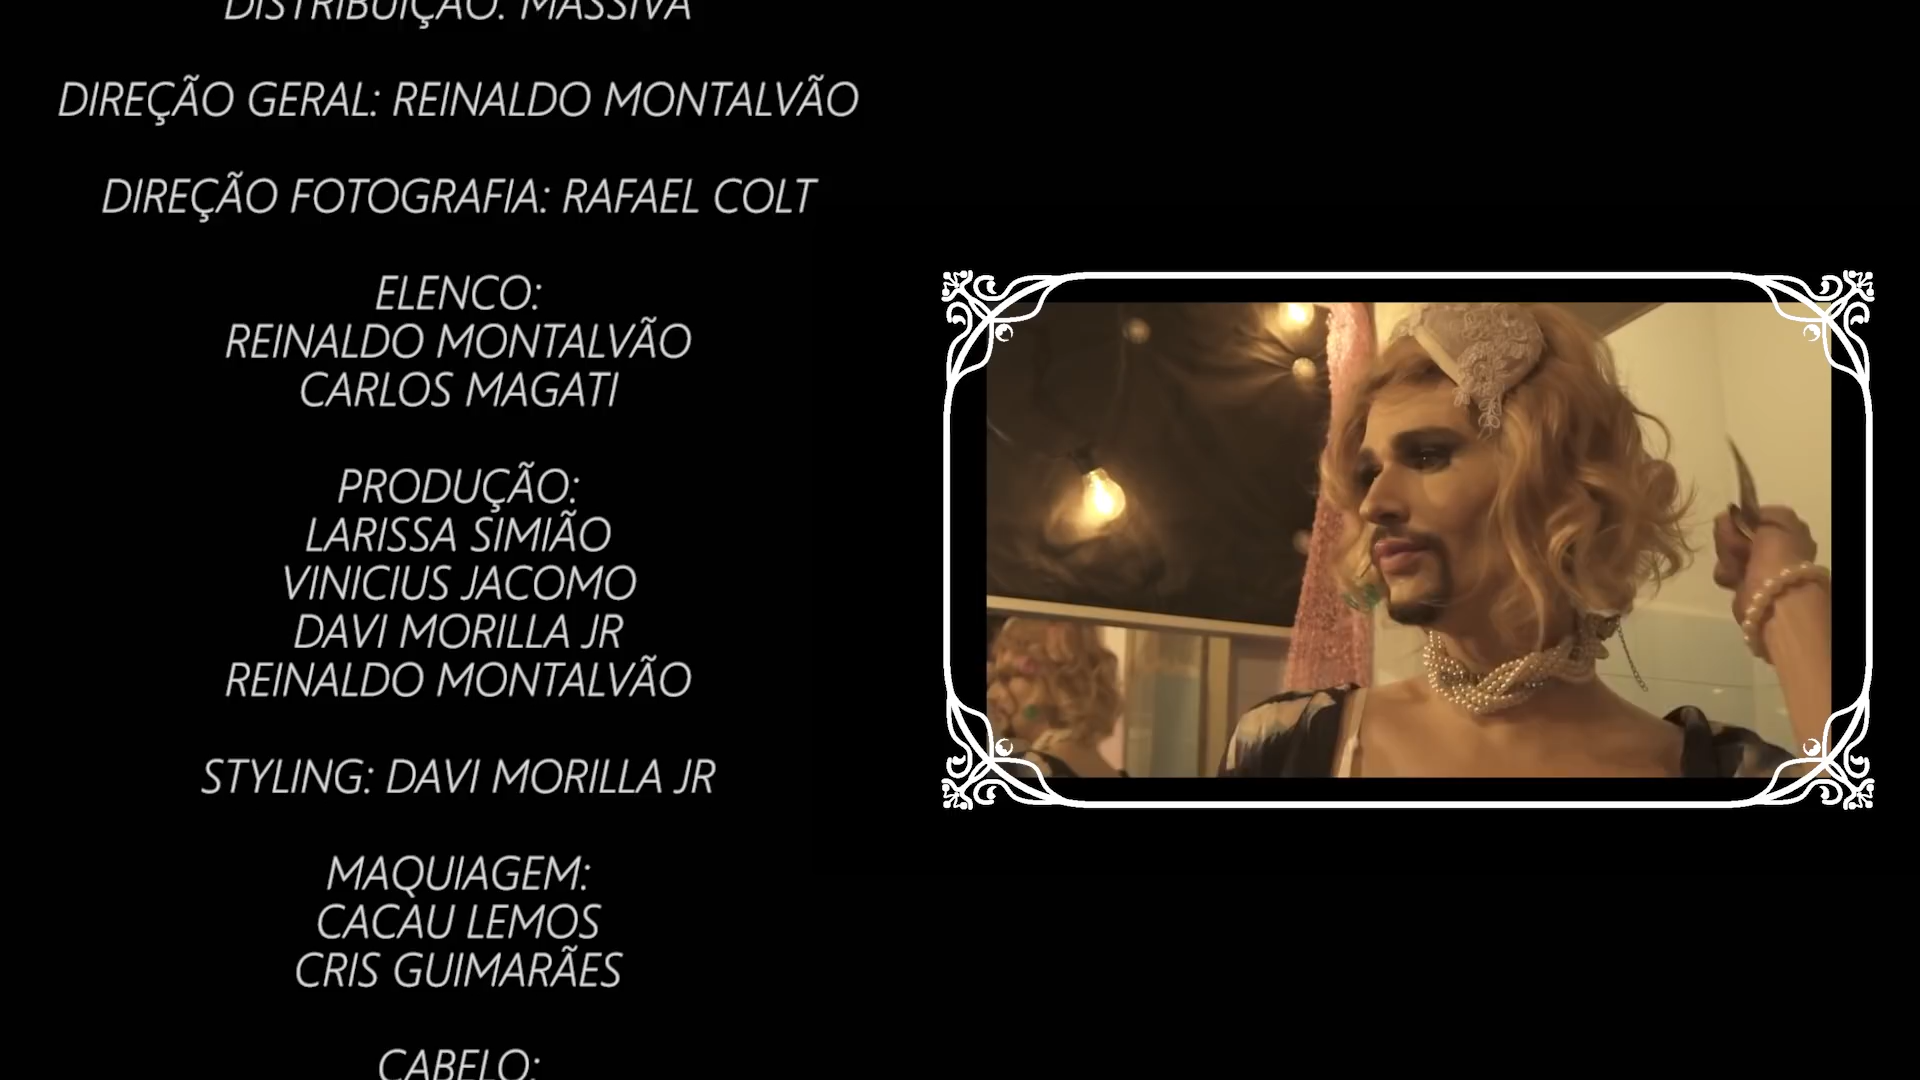 DISTRIBUIÇÃO: MASSIVA
DIREÇÃO GERAL: REINALDO MONTALVÃO
DIREÇÃO FOTOGRAFIA: RAFAEL COLT
ELENCO:
REINALDO MONTALVÃO
CARLOS MAGATI
PRODUÇÃO:
LARISSA SIMIÃO
VINICIUS JACOMO
DAVI MORILLA JR
REINALDO MONTALVÃO
STYLING: DAVI MORILLA JR
MAQUIAGEM:
CACAU LEMOS
CRIS GUIMARÃES
CABELO: